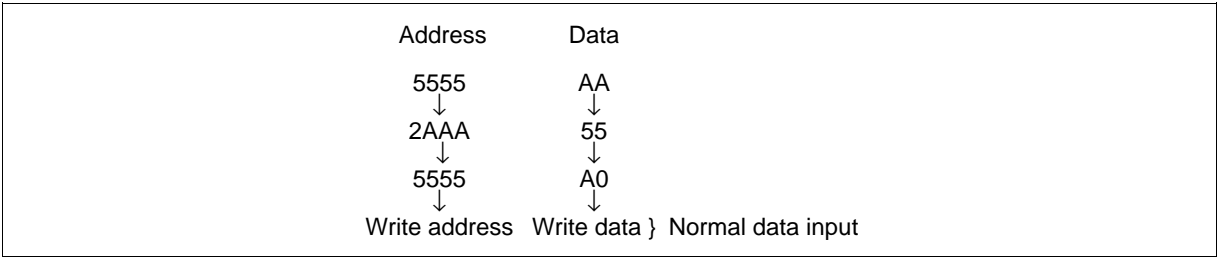 Address Data
5555 AA
↓ ↓
2AAA 55
↓ ↓
5555 A0
↓ ↓
Write address Write data } Normal data input